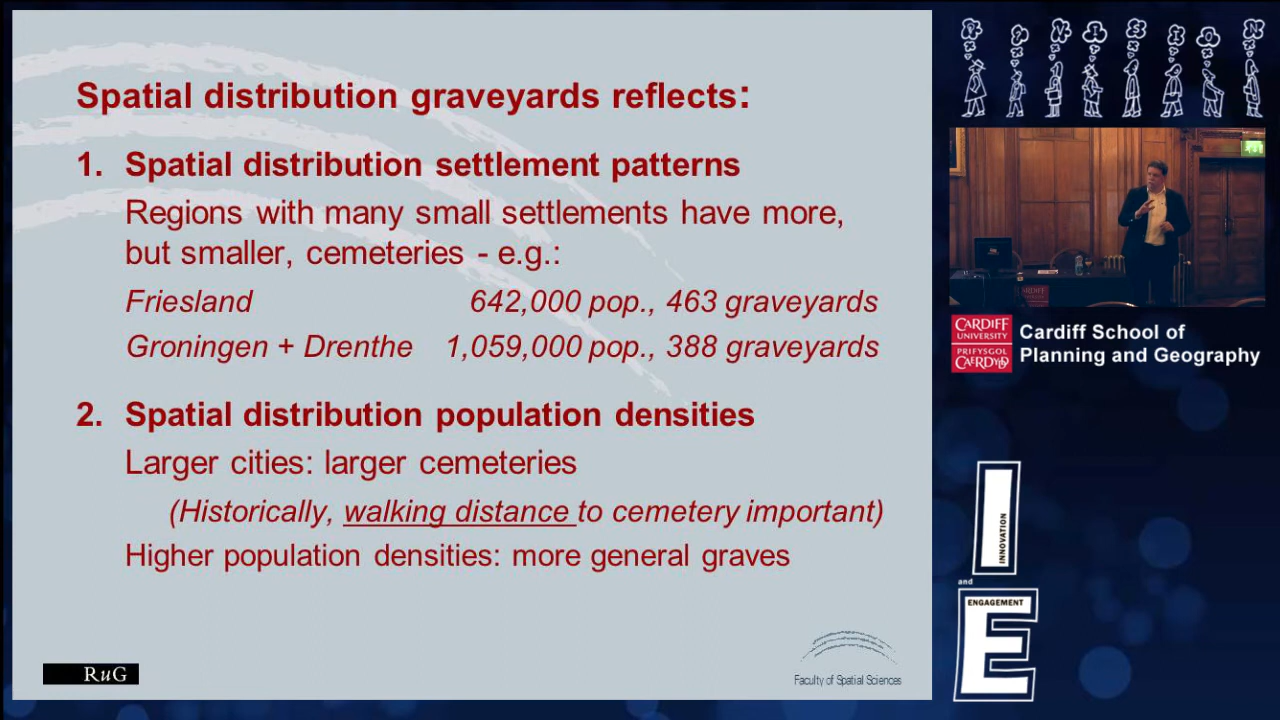 Spatial distribution graveyards reflects:
1. Spatial distribution settlement patterns
Regions with many small settlements have more,
but smaller, cemeteries - e.g.:
Friesland 642,000 pop., 463 graveyards
Groningen + Drenthe 1,059,000 pop., 388 graveyards
2. Spatial distribution population densities
Larger cities: larger cemeteries
(Historically, walking distance to cemetery important)
Higher population densities: more general graves
RuG
Faculty of Spatial Sciences
CARDIFF
UNIVERSITY
PRIFYSGOL
CAERDYDD
Cardiff School of
Planning and Geography
I
INNOVATION
and
ENGAGEMENT
E